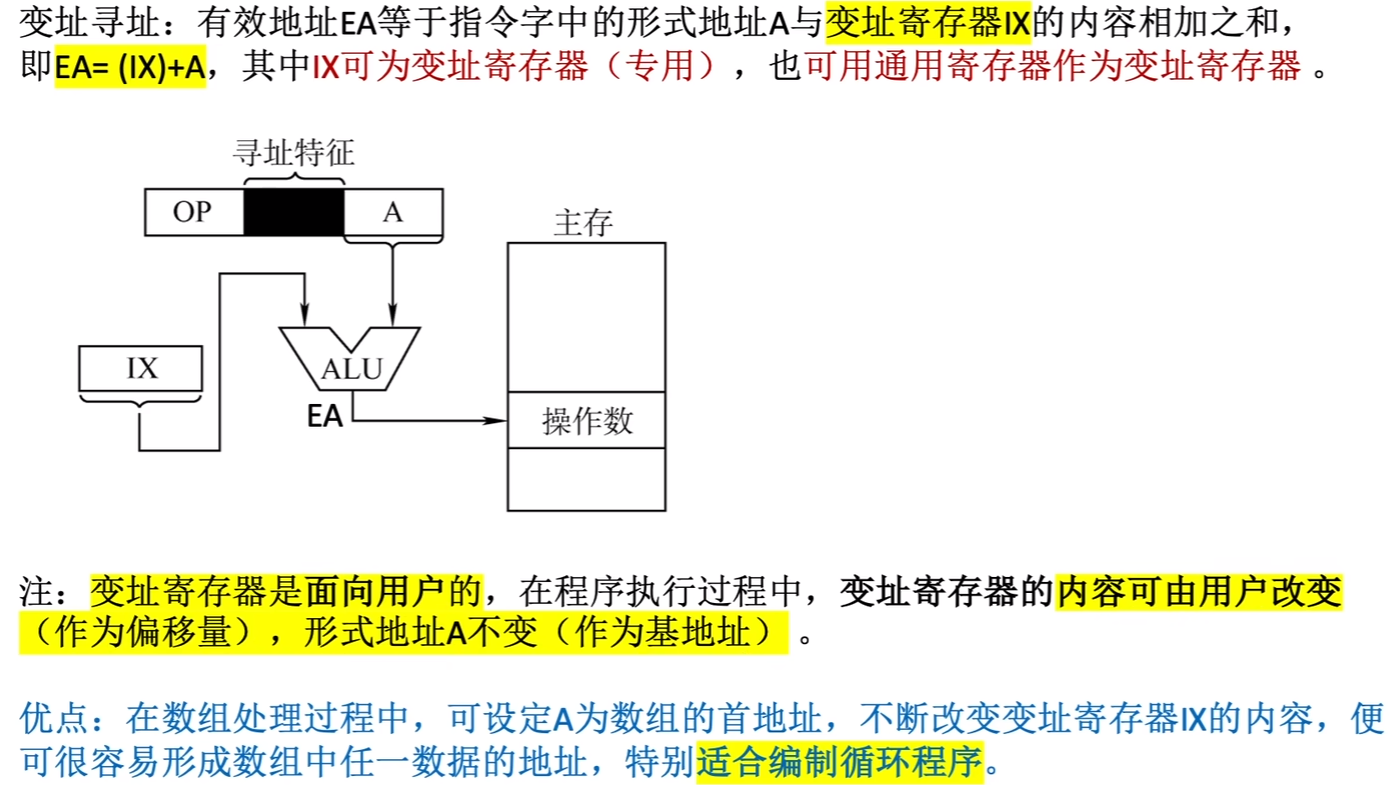 变址寻址：有效地址EA等于指令字中的形式地址A与变址寄存器IX的内容相加之和，
即EA= (IX)+A，其中IX可为变址寄存器（专用），也可用通用寄存器作为变址寄存器 。
寻址特征
OP
A
主存
IX
ALU
EA
操作数
注：变址寄存器是面向用户的，在程序执行过程中，变址寄存器的内容可由用户改变
（作为偏移量），形式地址A不变（作为基地址） 。
优点：在数组处理过程中，可设定A为数组的首地址，不断改变变址寄存器IX的内容，便
可很容易形成数组中任一数据的地址，特别适合编制循环程序。